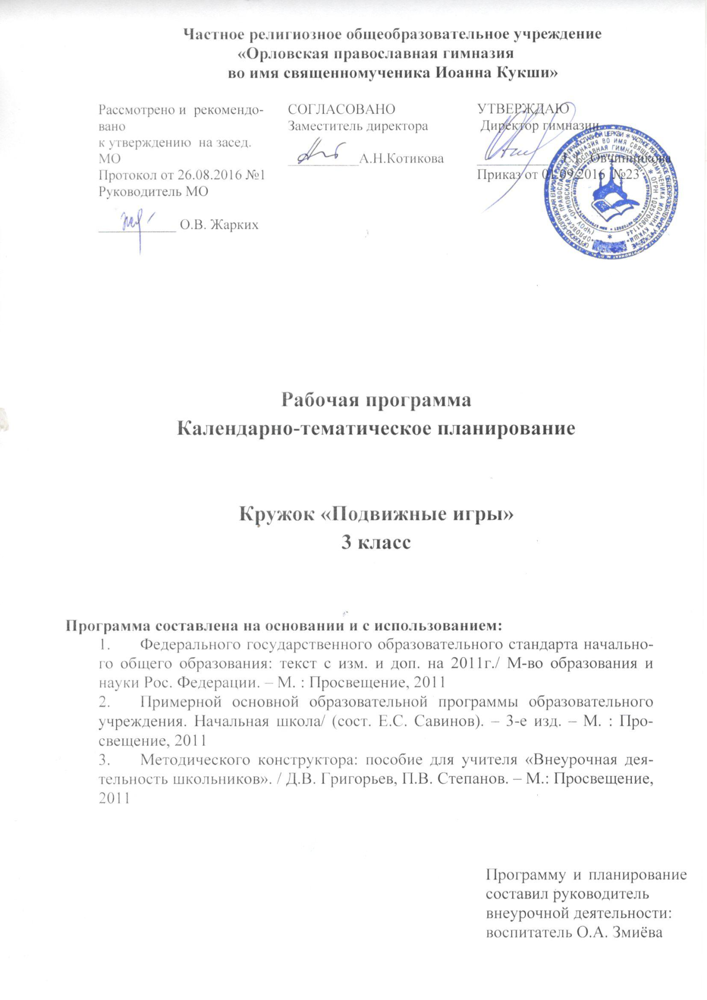 Частное религиозное общеобразовательное учреждение
«Орловская православная гимназия
во имя священномученика Иоанна Кукши»
Рассмотрено и рекомендо-
вано
к утверждению на засед.
МО
Протокол от 26.08.2016 №1
Руководитель МО
О.В. Жарких
СОГЛАСОВАНО
Заместитель директора
А.Н.Котикова
УТВЕРЖДАЮ
Директор гимназии
Овчинникова
Приказ от 01.09.2016 №23
Рабочая программа
Календарно-тематическое планирование
Кружок «Подвижные игры»
3 класс
Программа составлена на основании и с использованием:
1. Федерального государственного образовательного стандарта начально-
го общего образования: текст с изм. и доп. на 2011г./ М-во образования и
науки Рос. Федерации. – М. : Просвещение, 2011
2. Примерной основной образовательной программы образовательного
учреждения. Начальная школа/ (сост. Е.С. Савинов). – 3-е изд. – М. : Про-
свещение, 2011
3. Методического конструктора: пособие для учителя «Внеурочная дея-
тельность школьников». / Д.В. Григорьев, П.В. Степанов. – М.: Просвещение,
2011
Программу и планирование
составил руководитель
внеурочной деятельности:
воспитатель О.А. Змиёва